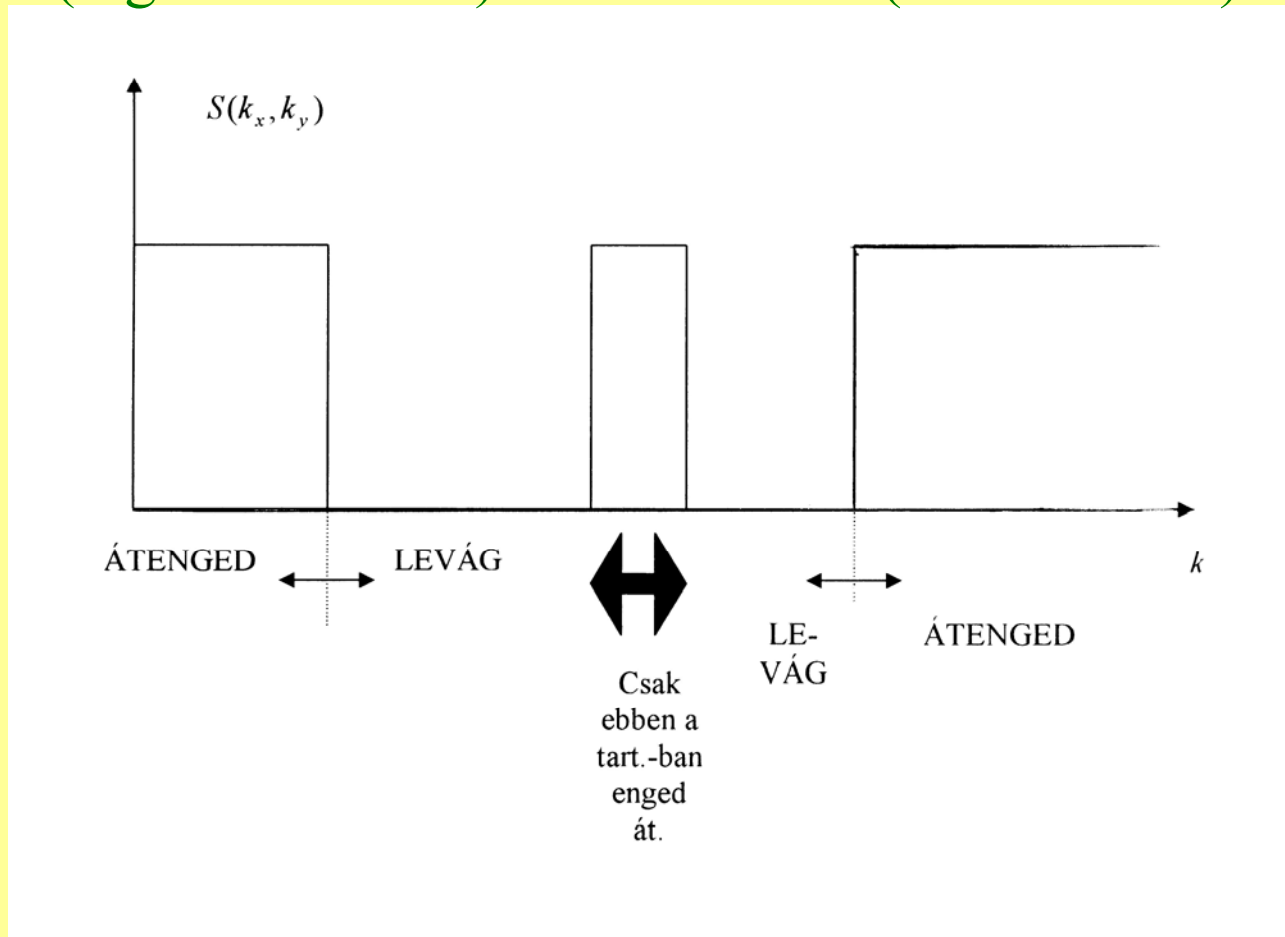 S(kx, ky)
ÁTENGED
LEVÁG
k
LE-
VÁG
ÁTENGED
Csak
ebben a
tart.-ban
enged
át.